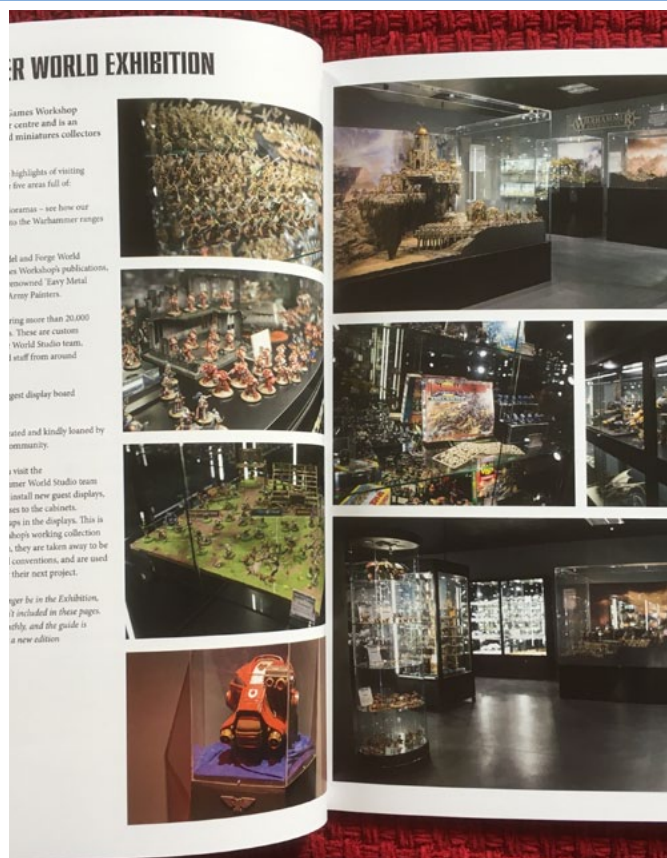 ER WORLD EXHIBITION
Games Workshop
r centre and is an
d miniatures collectors
highlights of visiting
five areas full of:
ioramas – see how our
to the Warhammer ranges
del and Forge World
es Workshop's publications,
enowned 'Eavy Metal
Army Painters.
ring more than 20,000
s. These are custom
World Studio team.
l stuff from around
gest display board
eated and kindly loaned by
ommunity.
visit the
mer World Studio team
install new guest displays,
ses to the cabinets.
aps in the displays. This is
shop's working collection
, they are taken away to be
conventions, and are used
their next project.
nger be in the Exhibition,
't included in these pages.
nthly, and the guide is
a new edition
WARHAMMER